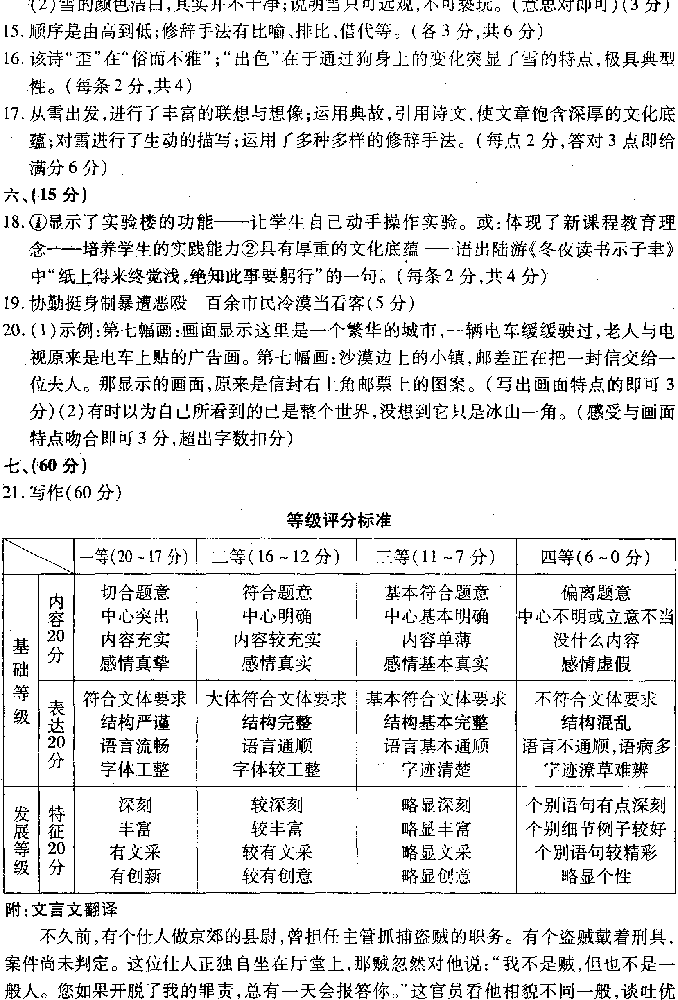 (2)雪的颜色洁白,其实并不干净;说明雪只可远观,不可亵玩。(意思对即可)(3分)
15.顺序是由高到低;修辞手法有比喻、排比、借代等。(各3分,共6分)
16.该诗“歪”在“俗而不雅”;“出色”在于通过狗身上的变化突显了雪的特点,极具典型
性。(每条2分,共4)
17.从雪出发,进行了丰富的联想与想像;运用典故,引用诗文,使文章饱含深厚的文化底
蕴;对雪进行了生动的描写;运用了多种多样的修辞手法。(每点2分,答对3点即给
满分6分)
六、(15分)
18.①显示了实验楼的功能——让学生自己动手操作实验。或:体现了新课程教育理
念——培养学生的实践能力②具有厚重的文化底蕴——语出陆游《冬夜读书示子聿》
中“纸上得来终觉浅,绝知此事要躬行”的一句。(每条2分,共4分)
19.协勤挺身制暴遭恶殴 百余市民冷漠当看客(5分)
20.(1)示例:第七幅画:画面显示这里是一个繁华的城市,一辆电车缓缓驶过,老人与电
视原来是电车上贴的广告画。第七幅画:沙漠边上的小镇,邮差正在把一封信交给一
位夫人。那显示的画面,原来是信封右上角邮票上的图案。(写出画面特点的即可3
分)(2)有时以为自己所看到的已是整个世界,没想到它只是冰山一角。(感受与画面
特点吻合即可3分,超出字数扣分)
七、(60分)
21.写作(60分)
等级评分标准
一等(20~17分) 二等(16~12分) 三等(11~7分) 四等(6~0分)
基础等级
内容20分
切合题意 符合题意 基本符合题意 偏离题意
中心突出 中心明确 中心基本明确 中心不明或立意不当
内容充实 内容较充实 内容单薄 没什么内容
感情真挚 感情真实 感情基本真实 感情虚假
表达20分
符合文体要求 大体符合文体要求 基本符合文体要求 不符合文体要求
结构严谨 结构完整 结构基本完整 结构混乱
语言流畅 语言通顺 语言基本通顺 语言不通顺,语病多
字体工整 字体较工整 字迹清楚 字迹潦草难辨
发展等级
特征20分
深刻 较深刻 略显深刻 个别语句有点深刻
丰富 较丰富 略显丰富 个别细节例子较好
有文采 较有文采 略显文采 个别语句较精彩
有创新 较有创意 略显创意 略显个性
附:文言文翻译
不久前,有个仕人做京郊的县尉,曾担任主管抓捕盗贼的职务。有个盗贼戴着刑具,
案件尚未判定。这位仕人正独自坐在厅堂上,那贼忽然对他说:“我不是贼,但也不是一
般人。您如果开脱了我的罪责,总有一天会报答你。”这官员看他相貌不同一般,谈吐优